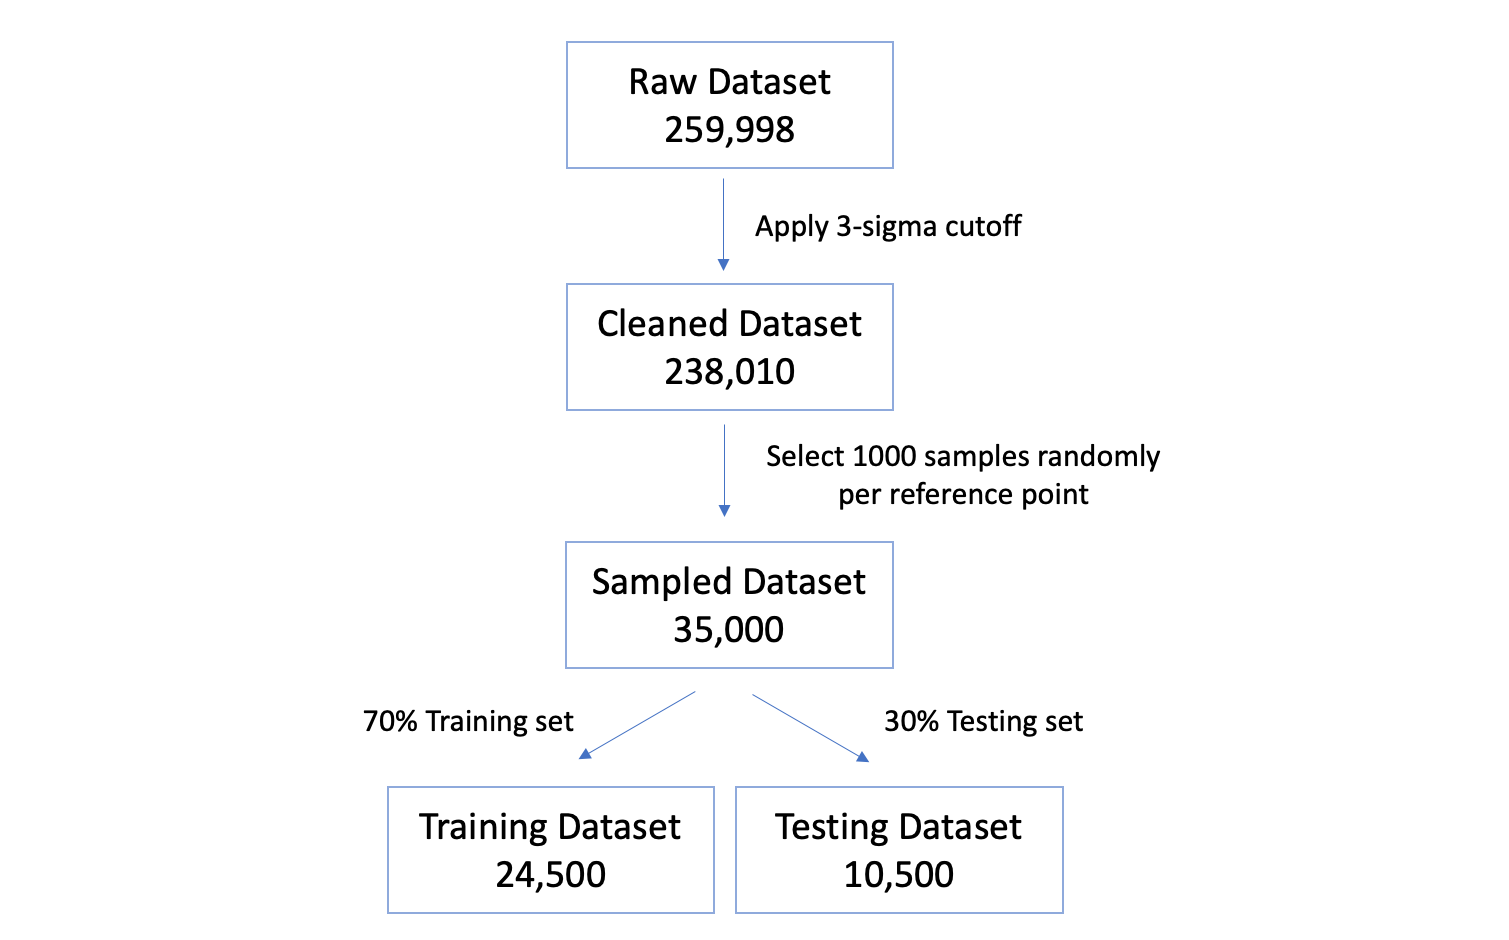 Raw Dataset
259,998
Apply 3-sigma cutoff
Cleaned Dataset
238,010
Select 1000 samples randomly
per reference point
Sampled Dataset
35,000
70% Training set
30% Testing set
Training Dataset
24,500
Testing Dataset
10,500